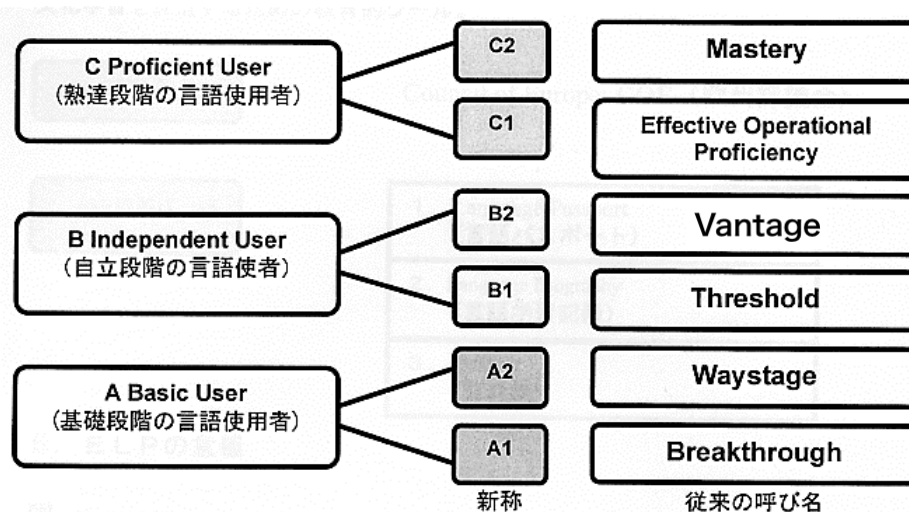 C Proficient User
（熟達段階の言語使用者）
C2
Mastery
C1
Effective Operational
Proficiency
B Independent User
（自立段階の言語使者）
B2
Vantage
B1
Threshold
A Basic User
（基礎段階の言語使用者）
A2
Waystage
A1
Breakthrough
新称
従来の呼び名